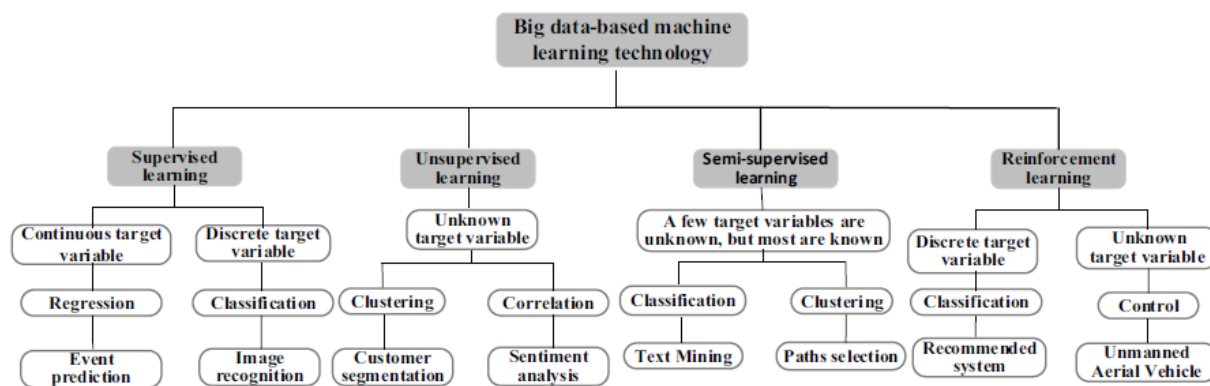 Big data-based machine
learning technology
Supervised
learning
Unsupervised
learning
Semi-supervised
learning
Reinforcement
learning
Continuous target
variable
Discrete target
variable
Unknown
target variable
A few target variables are
unknown, but most are known
Discrete target
variable
Unknown
target variable
Regression
Classification
Clustering
Correlation
Classification
Clustering
Classification
Control
Event
prediction
Image
recognition
Customer
segmentation
Sentiment
analysis
Text Mining
Paths selection
Recommended
system
Unmanned
Aerial Vehicle